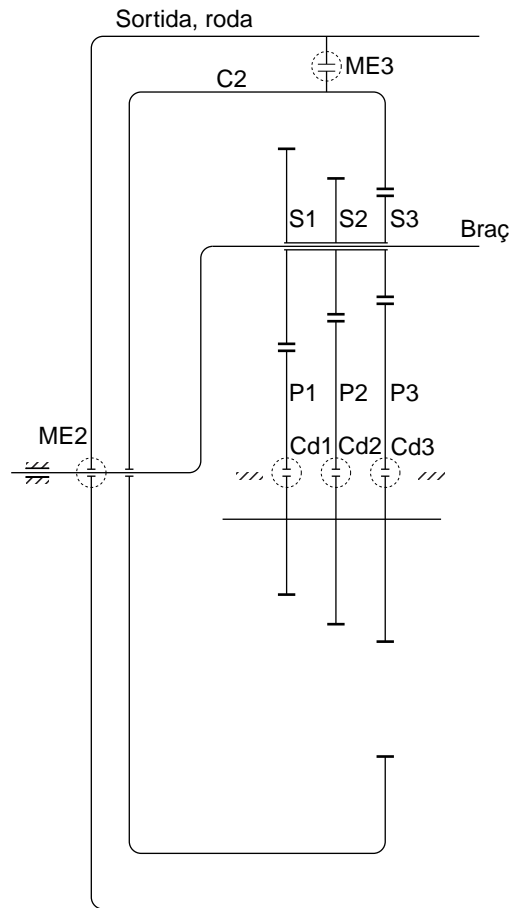 Sortida, roda
ME3
C2
S1 S2 S3
Braç
P1 P2 P3
ME2
Cd1 Cd2 Cd3